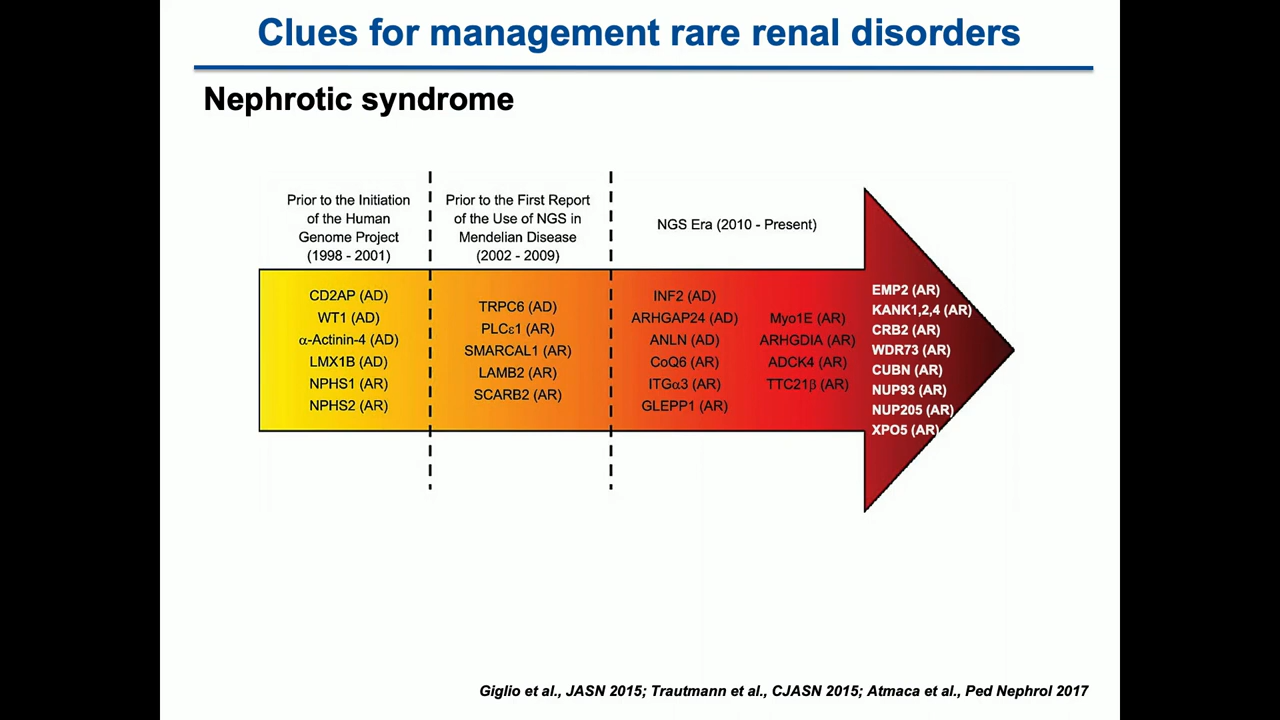 Clues for management rare renal disorders
Nephrotic syndrome
Prior to the Initiation
of the Human
Genome Project
(1998 - 2001)
Prior to the First Report
of the Use of NGS in
Mendelian Disease
(2002 - 2009)
NGS Era (2010 - Present)
CD2AP (AD)
WT1 (AD)
α-Actinin-4 (AD)
LMX1B (AD)
NPHS1 (AR)
NPHS2 (AR)
TRPC6 (AD)
PLCε1 (AR)
SMARCAL1 (AR)
LAMB2 (AR)
SCARB2 (AR)
INF2 (AD)
ARHGAP24 (AD)
ANLN (AD)
CoQ6 (AR)
ITGα3 (AR)
GLEPP1 (AR)
Myo1E (AR)
ARHGDIA (AR)
ADCK4 (AR)
TTC21β (AR)
EMP2 (AR)
KANK1,2,4 (AR)
CRB2 (AR)
WDR73 (AR)
CUBN (AR)
NUP93 (AR)
NUP205 (AR)
XPO5 (AR)
Giglio et al., JASN 2015; Trautmann et al., CJASN 2015; Atmaca et al., Ped Nephrol 2017